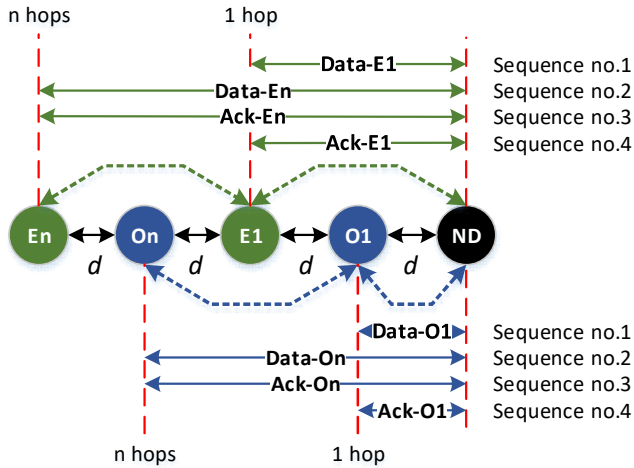 n hops 1 hop
Data-E1 Sequence no.1
Data-En Sequence no.2
Ack-En Sequence no.3
Ack-E1 Sequence no.4
En On E1 O1 ND
d d d d
Data-O1 Sequence no.1
Data-On Sequence no.2
Ack-On Sequence no.3
Ack-O1 Sequence no.4
n hops 1 hop